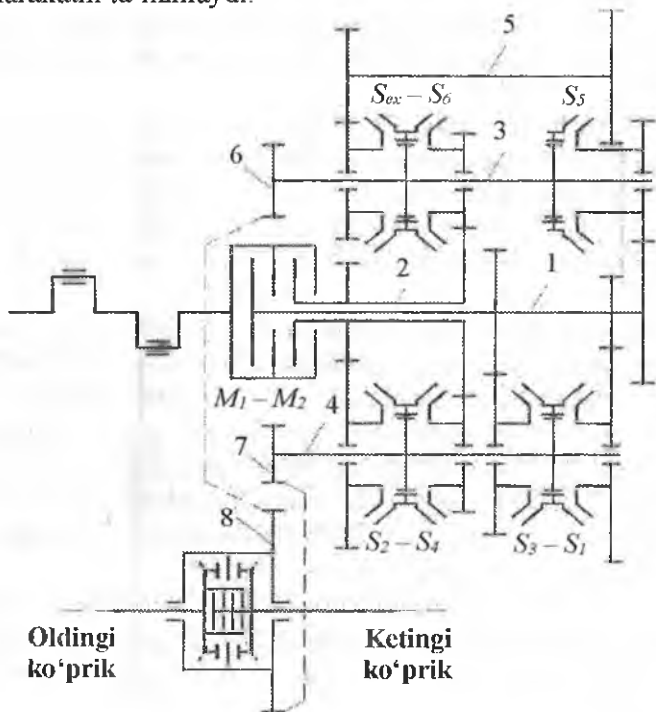 5
Sex – S6
S5
6
3
2
1
M1 – M2
4
7
8
S2 – S4
S3 – S1
Oldingi
ko‘prik
Ketingi
ko‘prik